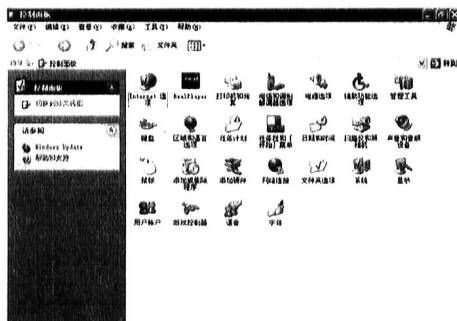 控制面板
文件(F) 编辑(E) 查看(V) 收藏(A) 工具(T) 帮助(H)
搜索 文件夹
控制面板 转到
控制面板
切换到分类视图
请参阅
Windows Update
帮助和支持
Internet 选项 RealPlayer 打印机和传真 电话和调制解调器选项 电源选项 辅助功能选项 管理工具
键盘 区域和语言选项 任务计划 任务栏和「开始」菜单 日期和时间 扫描仪和照相机 声音和音频设备
鼠标 添加或删除程序 添加硬件 网络连接 文件夹选项 系统 显示
用户帐户 游戏控制器 语音 字体